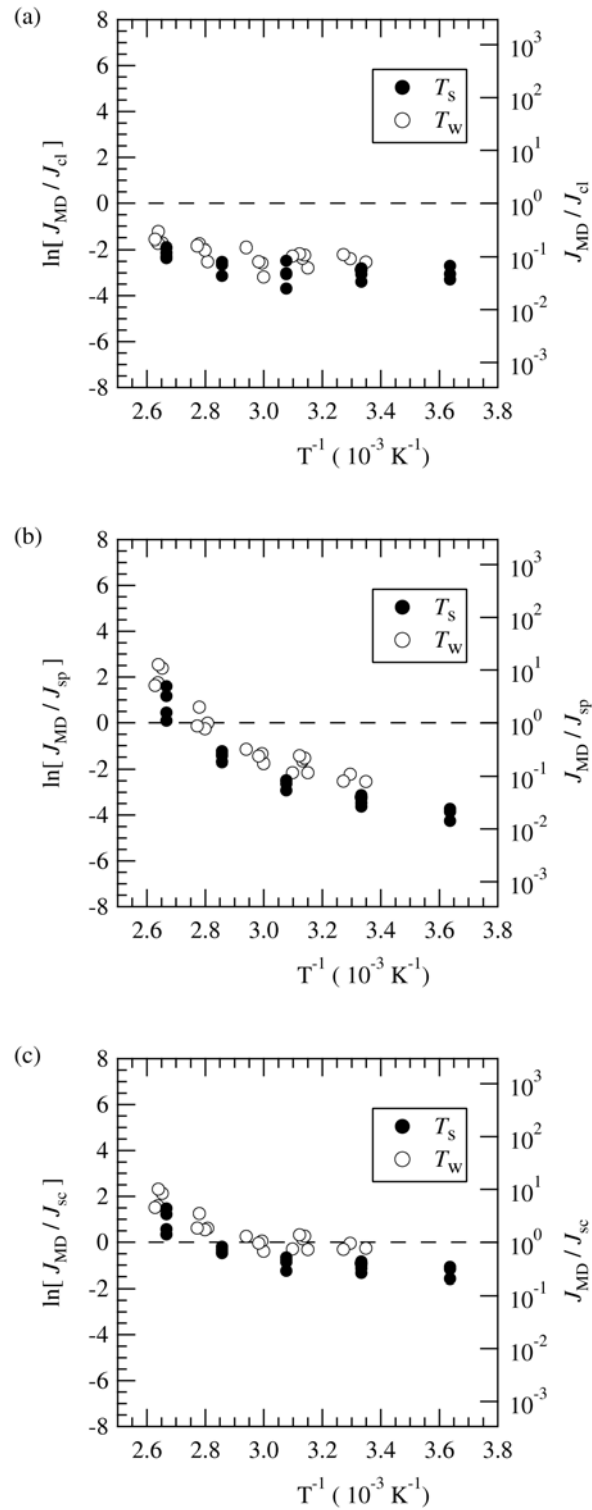 (a)
8
6
4
2
0
-2
-4
-6
-8
ln[ J_MD / J_cl ]
10^3
10^2
10^1
10^0
10^-1
10^-2
10^-3
J_MD / J_cl
T_s
T_w
2.6 2.8 3.0 3.2 3.4 3.6 3.8
T^-1 ( 10^-3 K^-1)
(b)
8
6
4
2
0
-2
-4
-6
-8
ln[ J_MD / J_sp ]
10^3
10^2
10^1
10^0
10^-1
10^-2
10^-3
J_MD / J_sp
T_s
T_w
2.6 2.8 3.0 3.2 3.4 3.6 3.8
T^-1 ( 10^-3 K^-1)
(c)
8
6
4
2
0
-2
-4
-6
-8
ln[ J_MD / J_sc ]
10^3
10^2
10^1
10^0
10^-1
10^-2
10^-3
J_MD / J_sc
T_s
T_w
2.6 2.8 3.0 3.2 3.4 3.6 3.8
T^-1 ( 10^-3 K^-1)